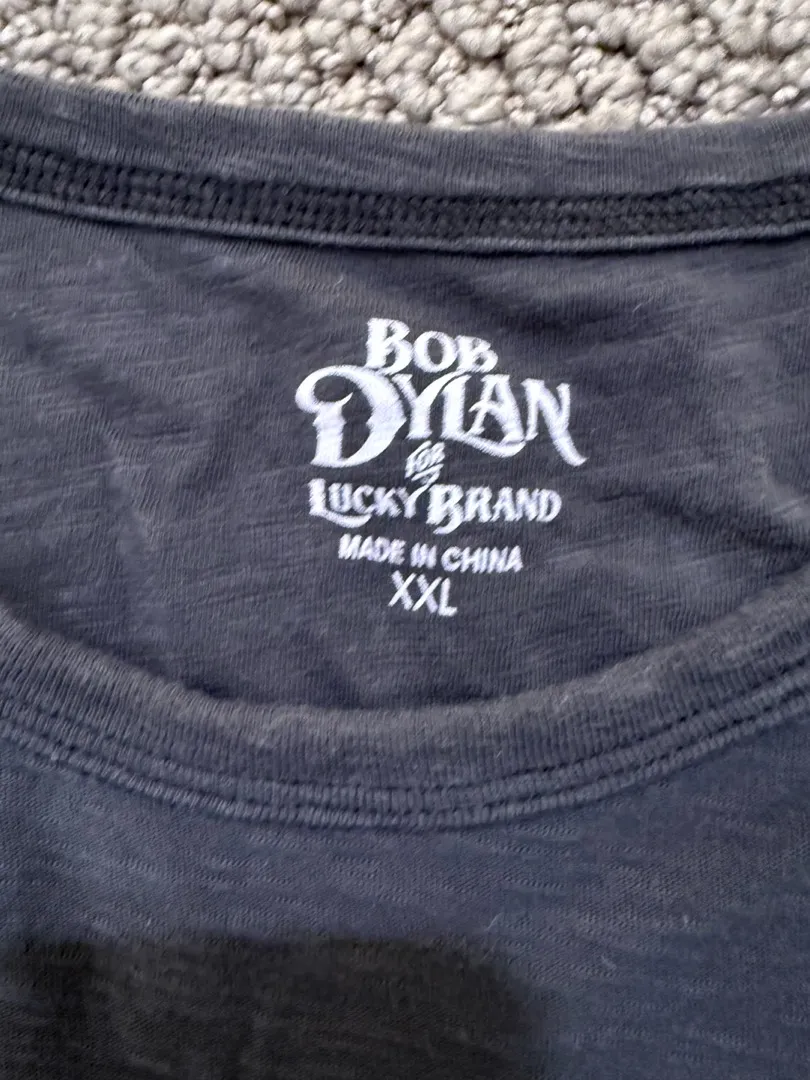 BOB
DYLAN
FOR
LUCKY BRAND
MADE IN CHINA
XXL